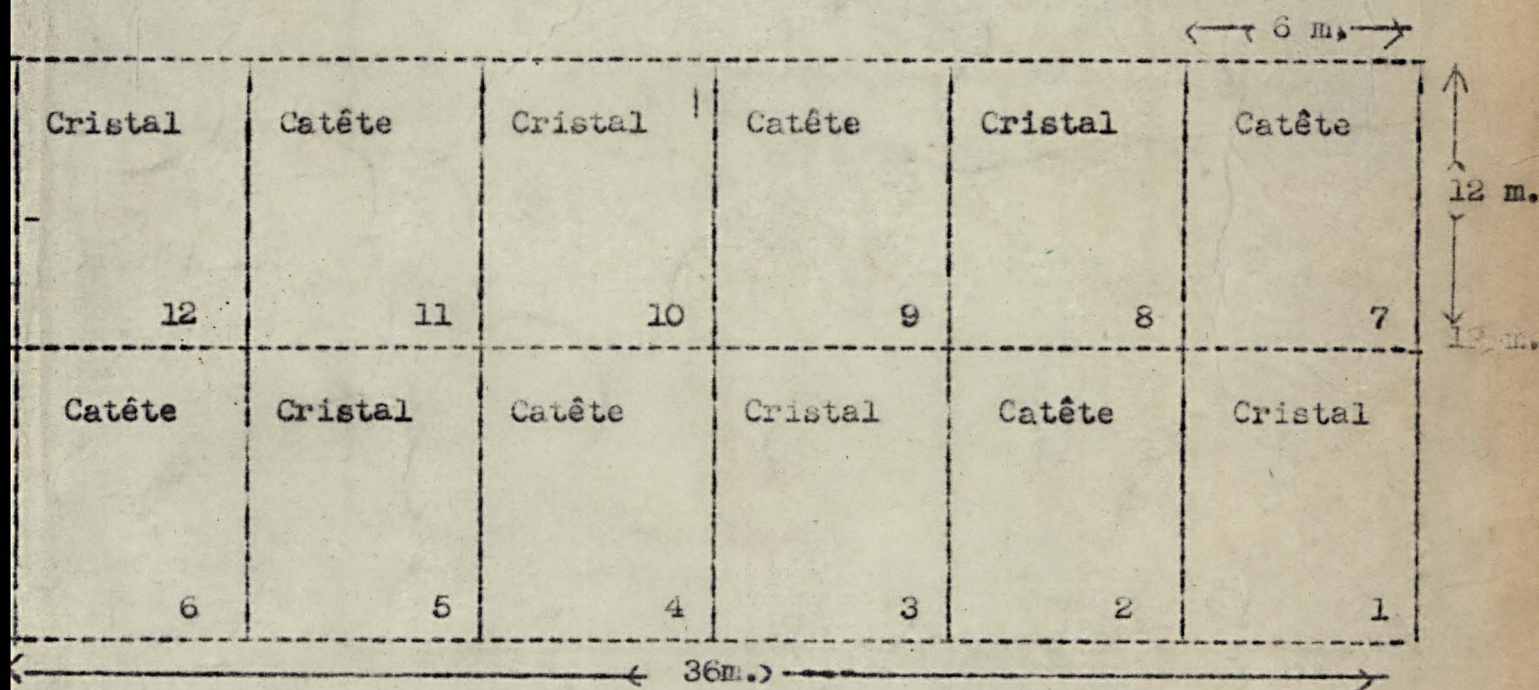 6 m.
Cristal Catête Cristal Catête Cristal Catête
12 m.
12 11 10 9 8 7
12 m.
Catête Cristal Catête Cristal Catête Cristal
6 5 4 3 2 1
36m.